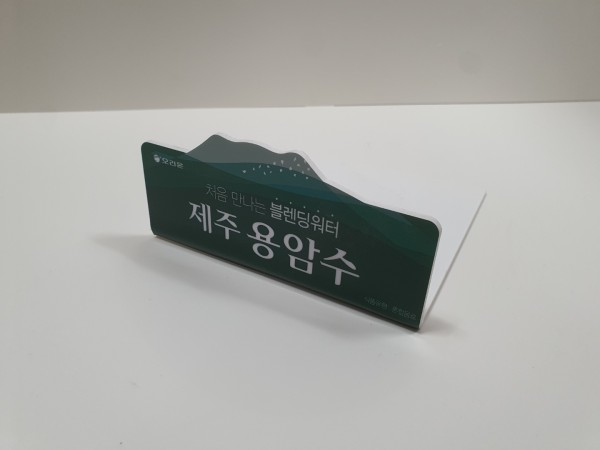 오리온
처음 만나는 블렌딩워터
제주 용암수